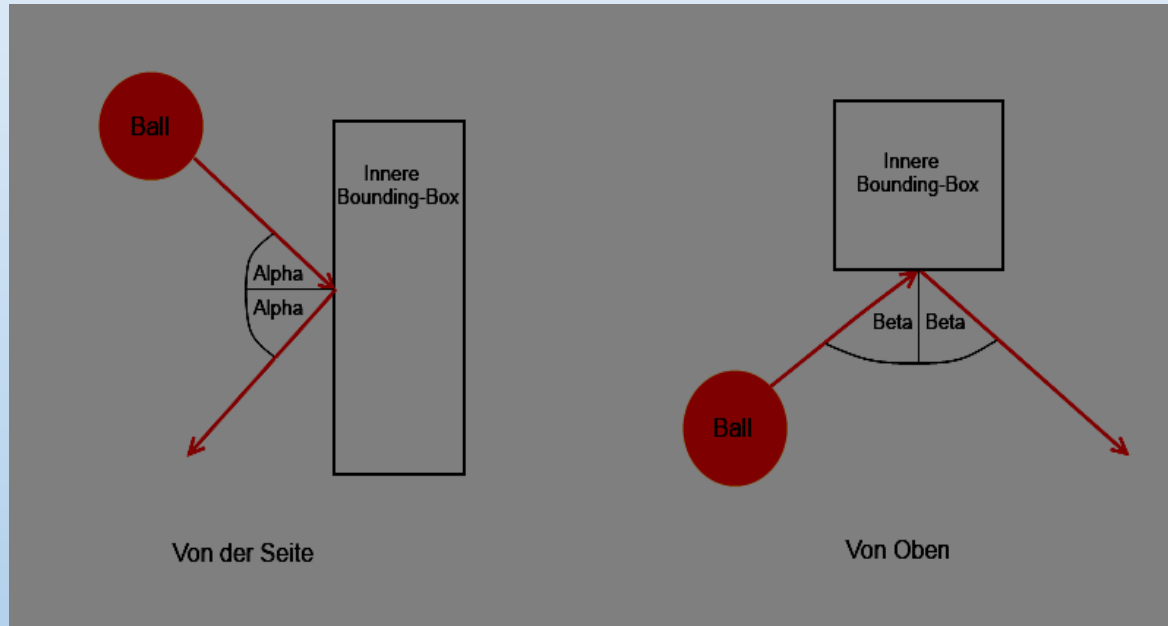 Ball
Innere
Bounding-Box
Alpha
Alpha
Von der Seite
Innere
Bounding-Box
Beta
Beta
Ball
Von Oben